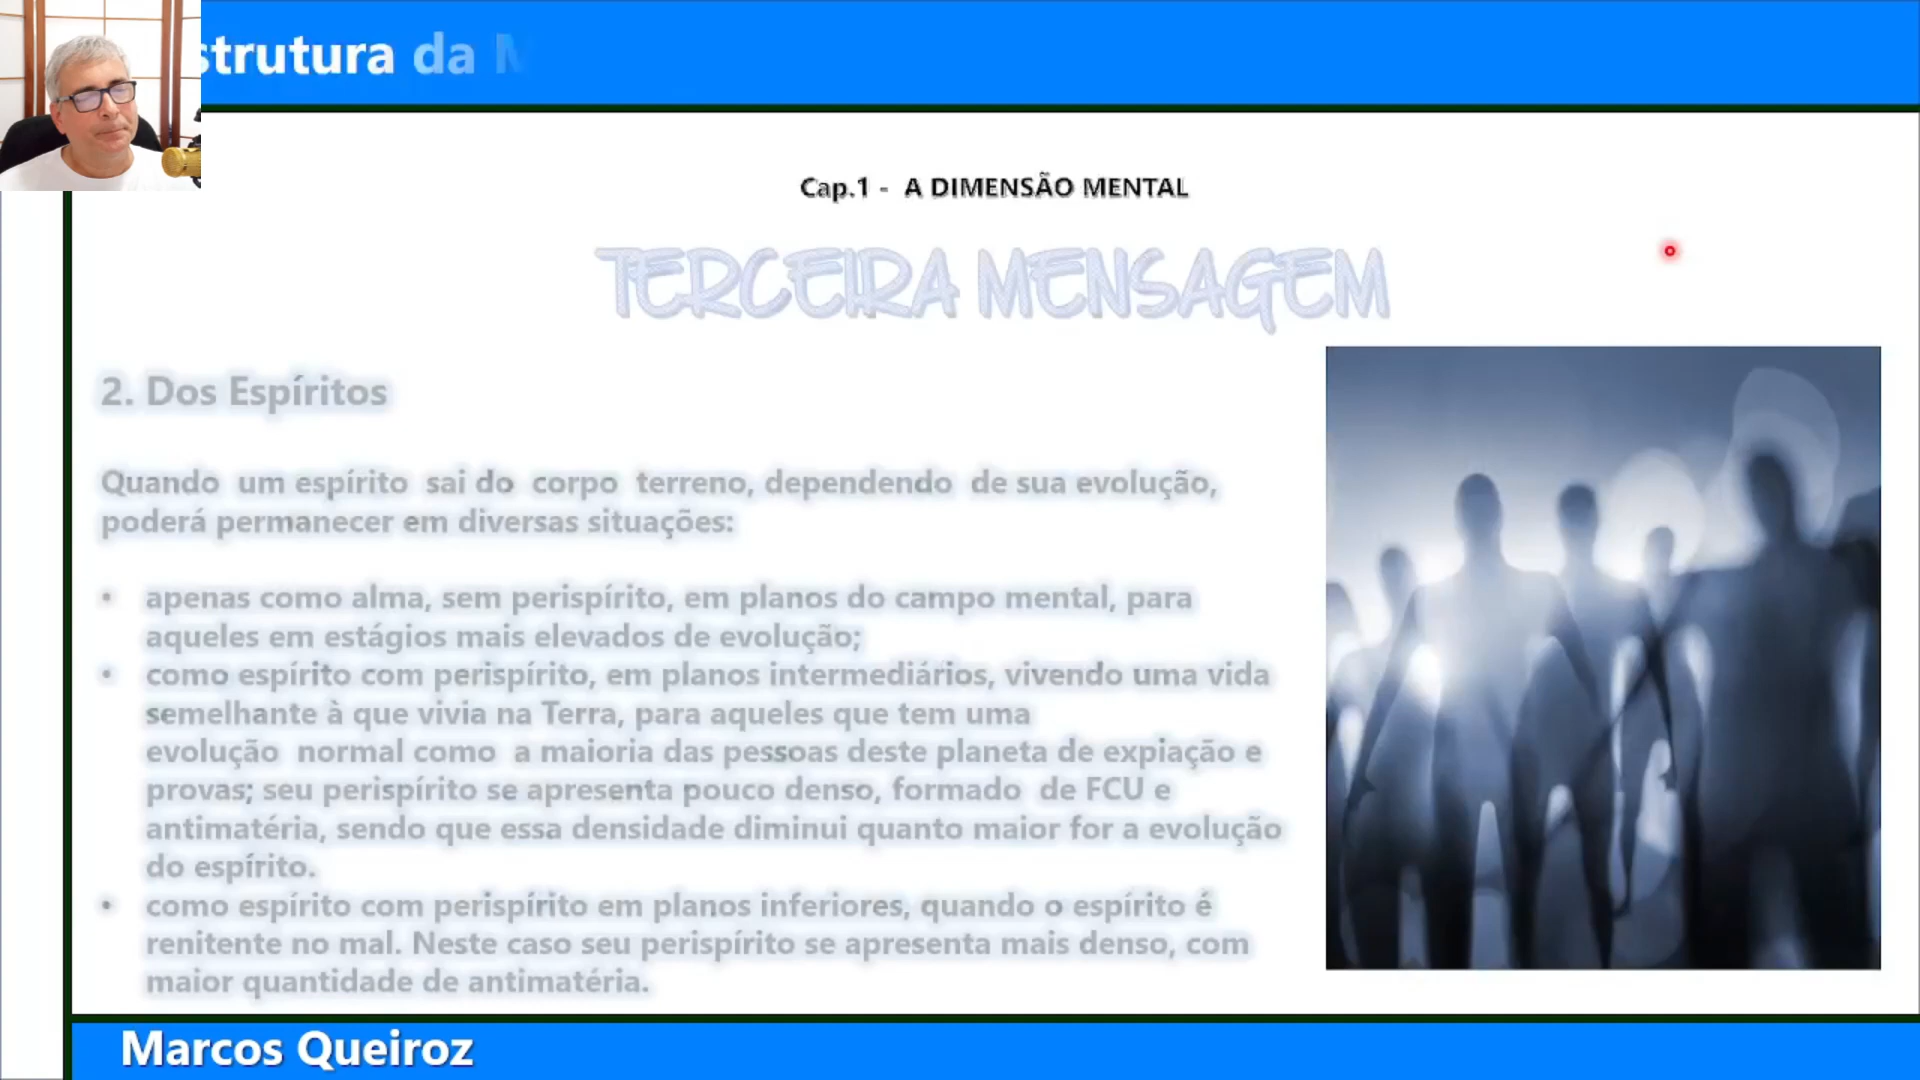 strutura da M
Cap.1 - A DIMENSÃO MENTAL
TERCEIRA MENSAGEM
2. Dos Espíritos
Quando um espírito sai do corpo terreno, dependendo de sua evolução,
poderá permanecer em diversas situações:
• apenas como alma, sem perispírito, em planos do campo mental, para
aqueles em estágios mais elevados de evolução;
• como espírito com perispírito, em planos intermediários, vivendo uma vida
semelhante à que vivia na Terra, para aqueles que tem uma
evolução normal como a maioria das pessoas deste planeta de expiação e
provas; seu perispírito se apresenta pouco denso, formado de FCU e
antimatéria, sendo que essa densidade diminui quanto maior for a evolução
do espírito.
• como espírito com perispírito em planos inferiores, quando o espírito é
renitente no mal. Neste caso seu perispírito se apresenta mais denso, com
maior quantidade de antimatéria.
Marcos Queiroz